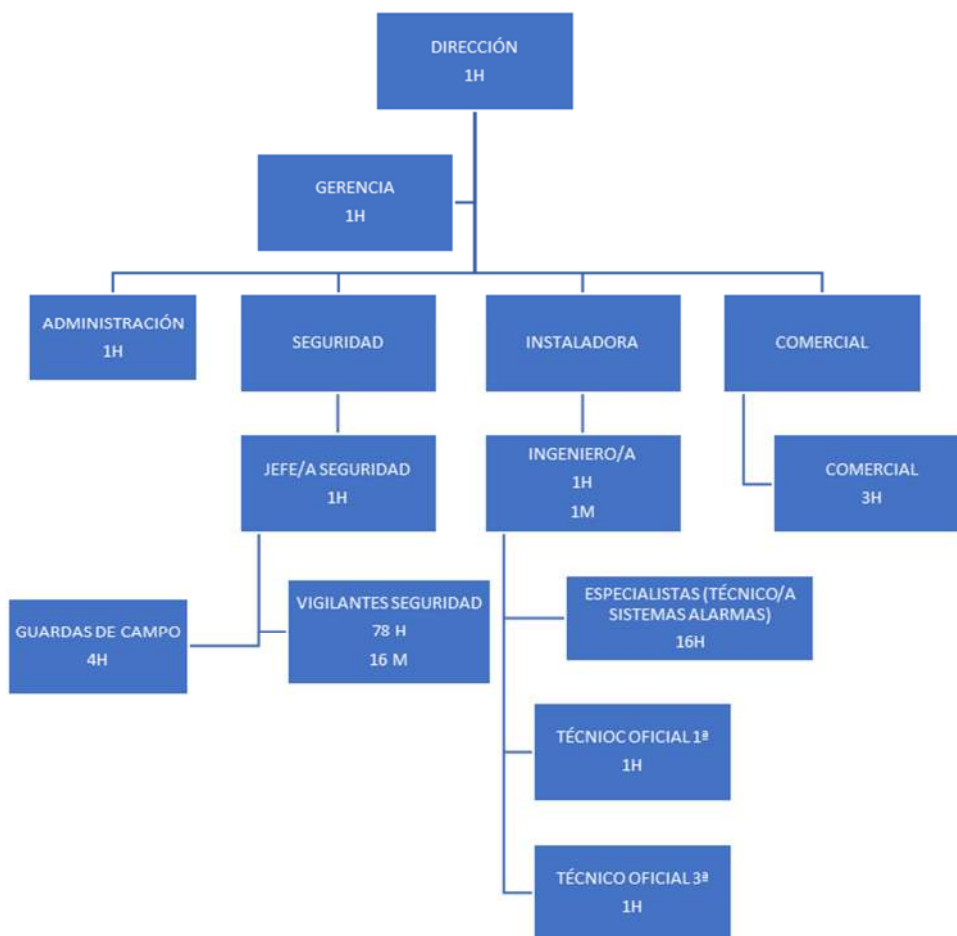 DIRECCIÓN
1H
GERENCIA
1H
ADMINISTRACIÓN
1H
SEGURIDAD
INSTALADORA
COMERCIAL
JEFE/A SEGURIDAD
1H
INGENIERO/A
1H
1M
COMERCIAL
3H
GUARDAS DE CAMPO
4H
VIGILANTES SEGURIDAD
78 H
16 M
ESPECIALISTAS (TÉCNICO/A
SISTEMAS ALARMAS)
16H
TÉCNIOC OFICIAL 1ª
1H
TÉCNICO OFICIAL 3ª
1H